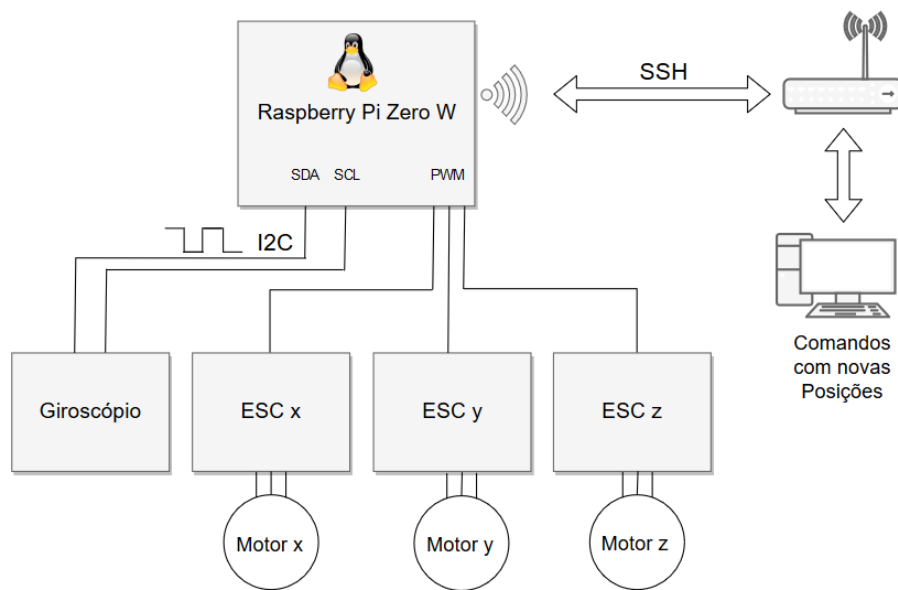 SSH
Raspberry Pi Zero W
SDA SCL PWM
I2C
Comandos
com novas
Posições
Giroscópio
ESC x
ESC y
ESC z
Motor x
Motor y
Motor z